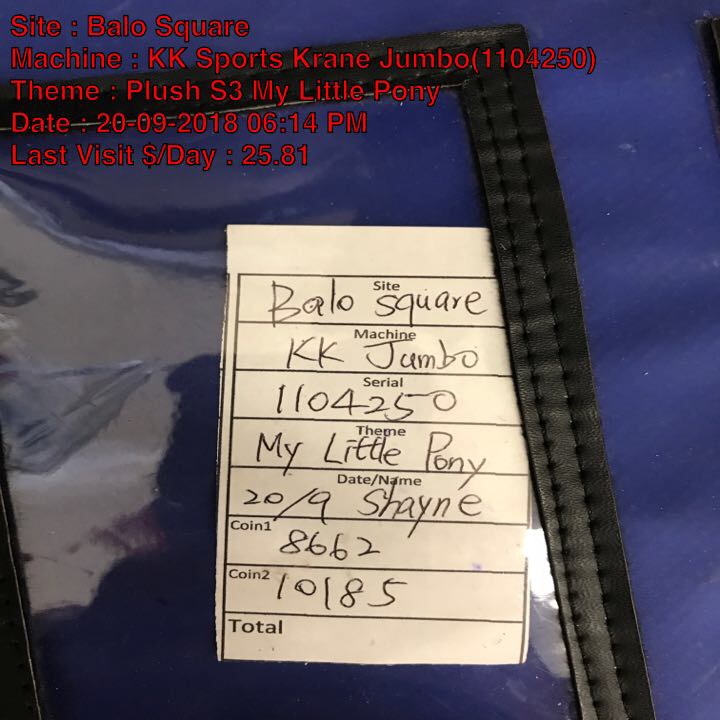 Site : Balo Square
Machine : KK Sports Krane Jumbo(1104250)
Theme : Plush S3 My Little Pony
Date : 20-09-2018 06:14 PM
Last Visit $/Day : 25.81
Site
Balo square
Machine
KK Jumbo
Serial
1104250
Theme
My Little Pony
Date/Name
20/9 Shayne
Coin1 8662
Coin2 10185
Total